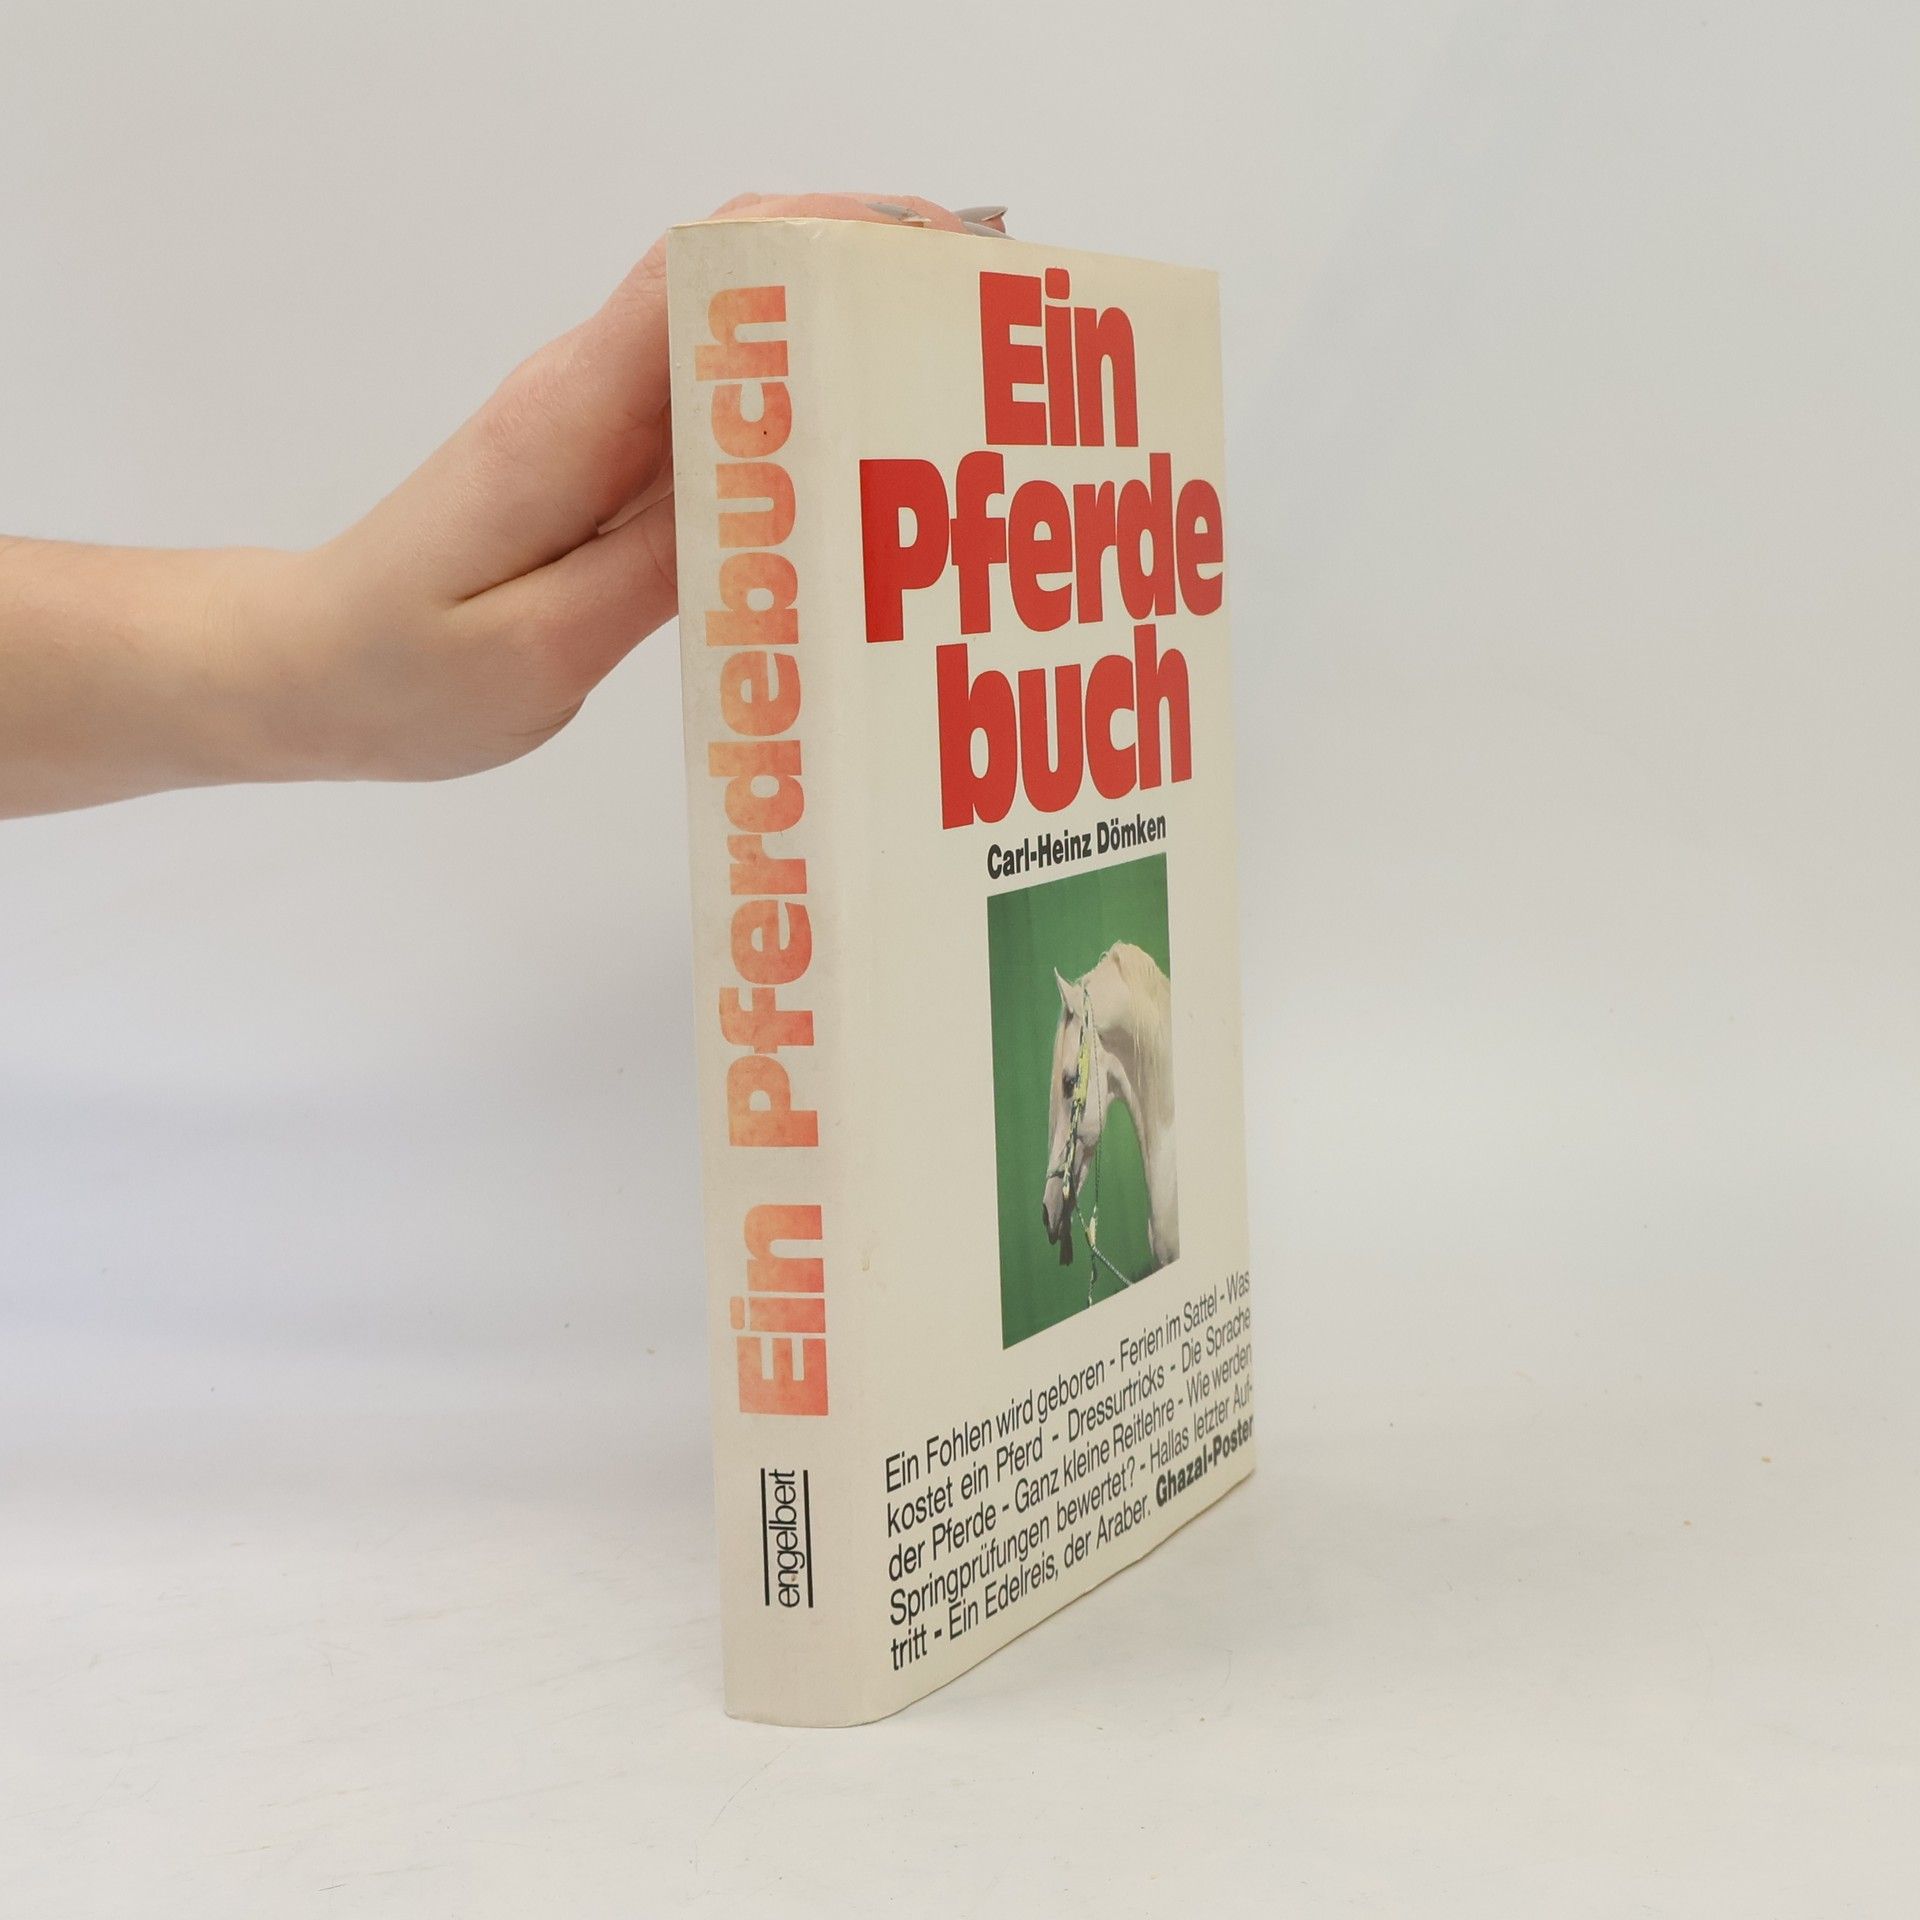 Ein Pferdebuch
engelbert
Ein
Pferde
buch
Carl-Heinz Dömken
Ein Fohlen wird geboren - Ferien im Sattel - Was
kostet ein Pferd - Dressurtricks - Die Sprache
der Pferde - Ganz kleine Reitlehre - Wie werden
Springprüfungen bewertet? - Hallas letzter Auf-
tritt - Ein Edelreis, der Araber. Ghazal-Poster